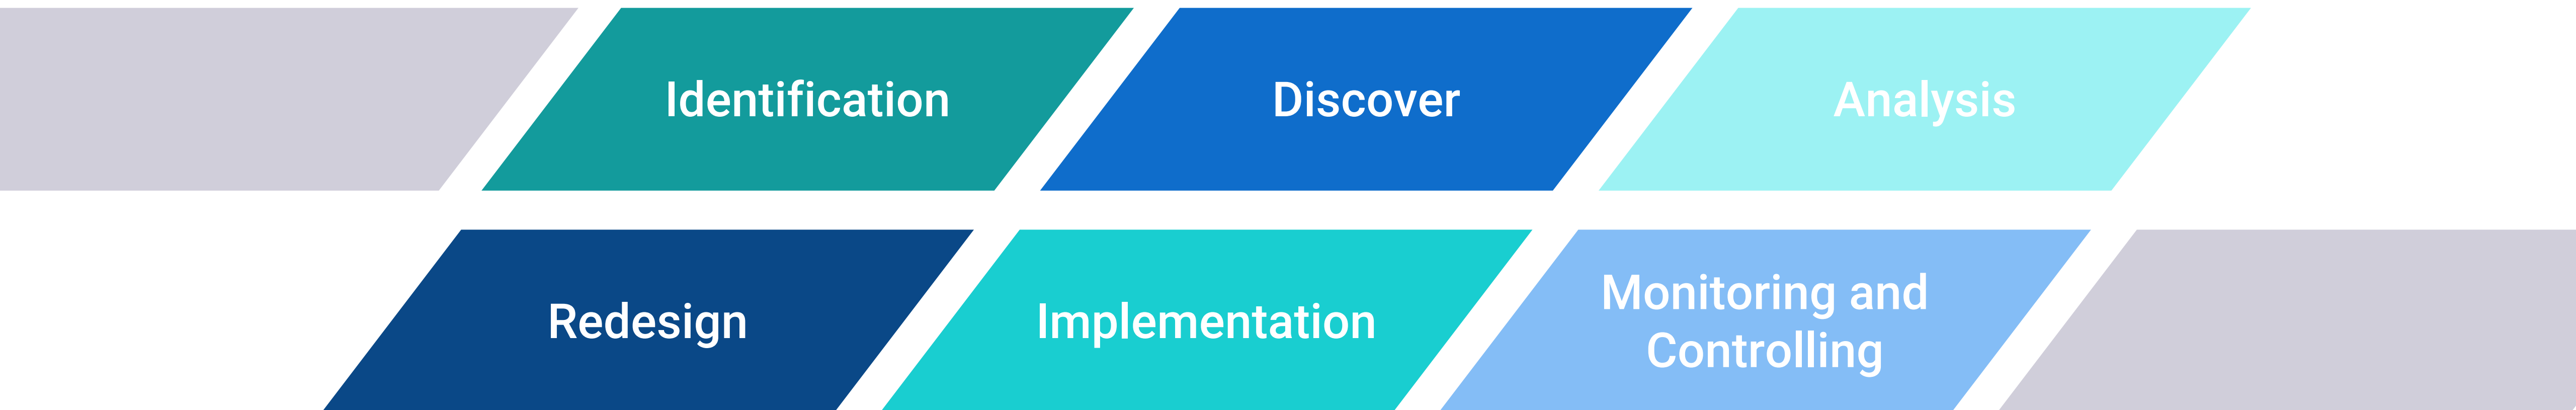 Identification
Discover
Analysis
Redesign
Implementation
Monitoring and
Controlling